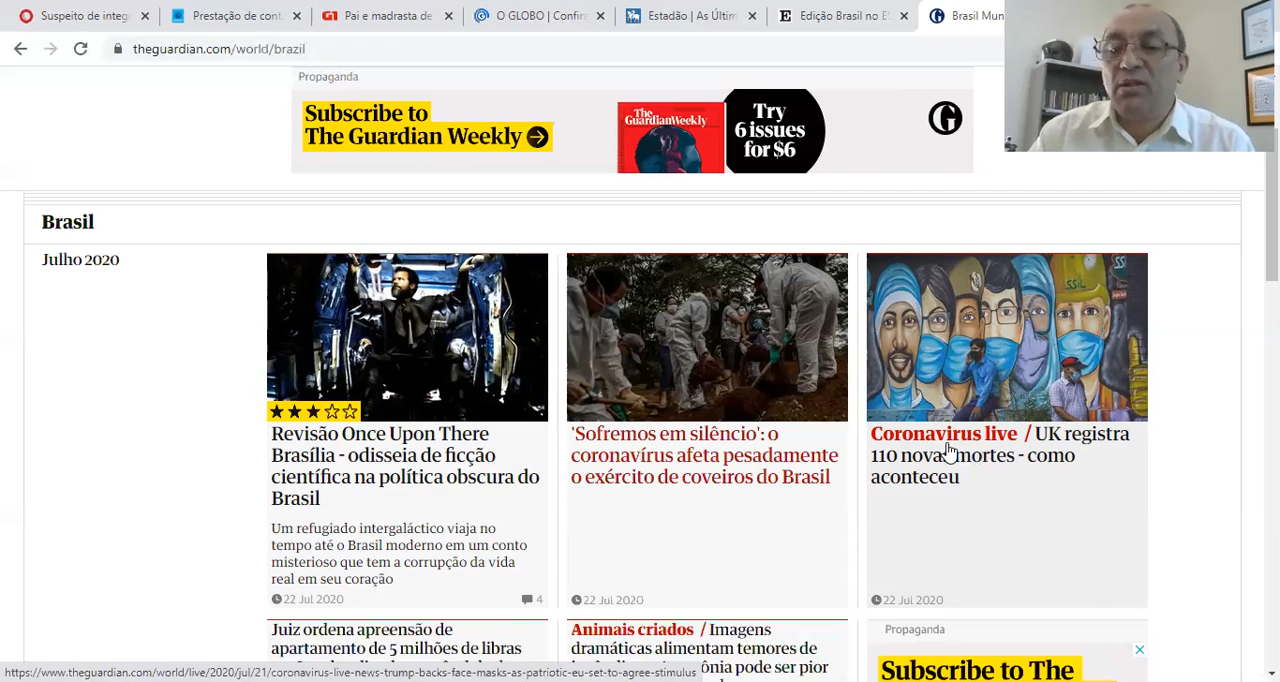 Suspeito de integ
Prestação de cont
Pai e madrasta de
O GLOBO | Confir
Estadão | As Últim
Edição Brasil no E
Brasil Mun
theguardian.com/world/brazil
Propaganda
Subscribe to
The Guardian Weekly
The
GuardianWeekly
Try
6 issues
for $6
Brasil
Julho 2020
Revisão Once Upon There
Brasília - odisseia de ficção
científica na política obscura do
Brasil
Um refugiado intergaláctico viaja no
tempo até o Brasil moderno em um conto
misterioso que tem a corrupção da vida
real em seu coração
22 Jul 2020
4
'Sofremos em silêncio': o
coronavírus afeta pesadamente
o exército de coveiros do Brasil
22 Jul 2020
Coronavirus live / UK registra
110 novas mortes - como
aconteceu
22 Jul 2020
Juiz ordena apreensão de
apartamento de 5 milhões de libras
Animais criados / Imagens
dramáticas alimentam temores de
Propaganda
Subscribe to The
https://www.theguardian.com/world/live/2020/jul/21/coronavirus-live-news-trump-backs-face-masks-as-patriotic-eu-set-to-agree-stimulus